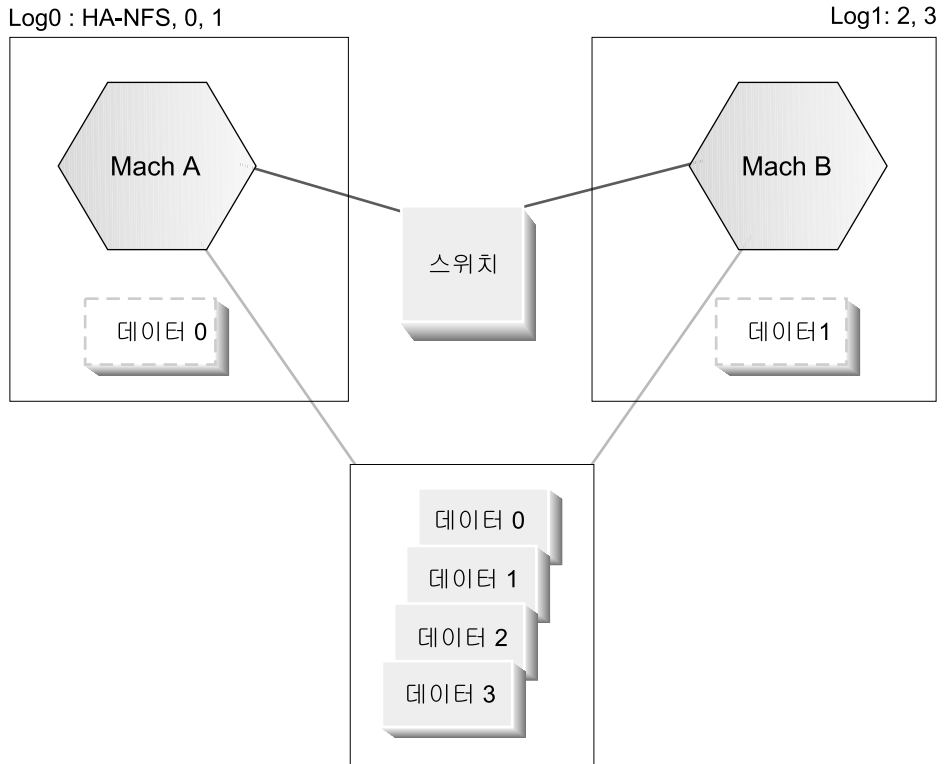 Log0 : HA-NFS, 0, 1
Log1: 2, 3
Mach A
Mach B
스위치
데이터 0
데이터1
데이터 0
데이터 1
데이터 2
데이터 3